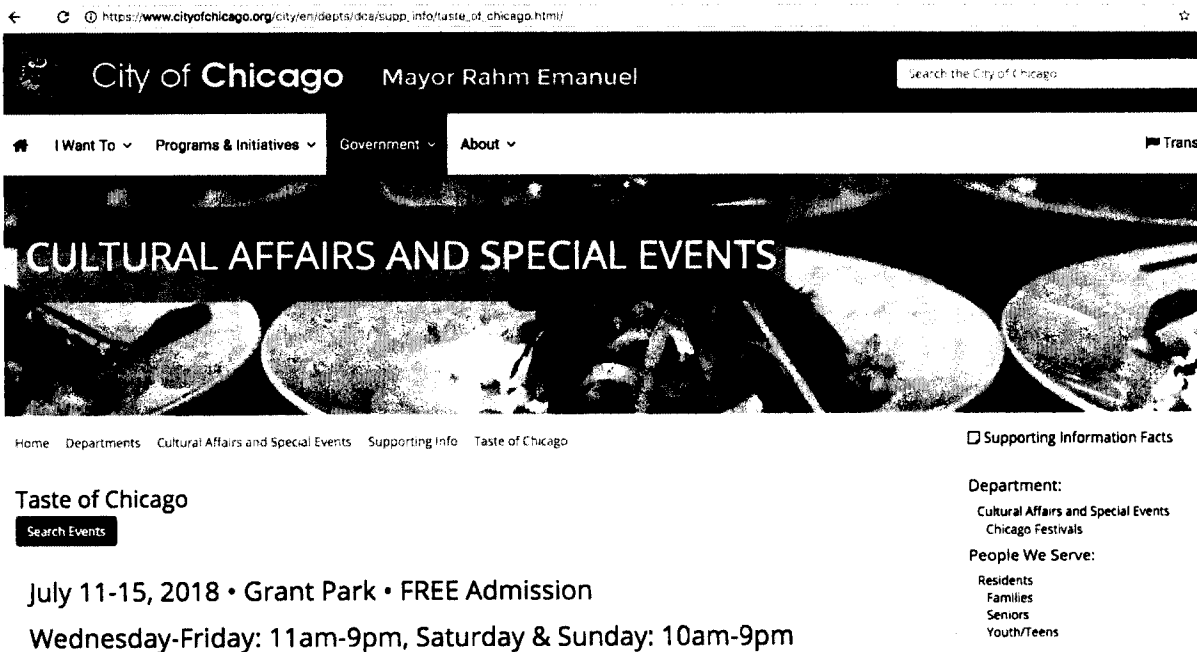 https://www.cityofchicago.org/city/en/depts/dca/supp_info/taste_of_chicago.html/
City of Chicago Mayor Rahm Emanuel
Search the City of Chicago
I Want To Programs & Initiatives Government About
Trans
CULTURAL AFFAIRS AND SPECIAL EVENTS
Home Departments Cultural Affairs and Special Events Supporting Info Taste of Chicago
Taste of Chicago
Search Events
July 11-15, 2018 • Grant Park • FREE Admission
Wednesday-Friday: 11am-9pm, Saturday & Sunday: 10am-9pm
Supporting Information Facts
Department:
Cultural Affairs and Special Events
Chicago Festivals
People We Serve:
Residents
Families
Seniors
Youth/Teens